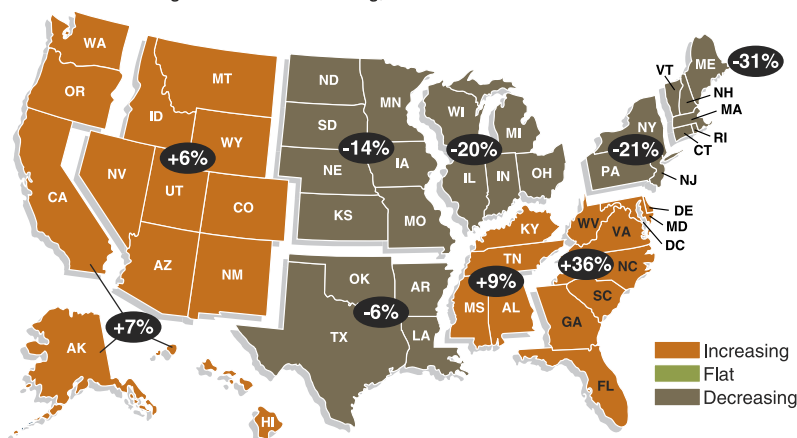 WA
OR
CA
NV
ID
MT
WY
UT
CO
AZ
NM
+6%
AK
HI
+7%
ND
SD
NE
KS
MN
IA
MO
-14%
OK
TX
AR
LA
-6%
WI
MI
IL
IN
OH
-20%
KY
TN
MS
AL
+9%
ME
-31%
VT
NH
MA
RI
CT
NY
-21%
PA
NJ
DE
MD
DC
WV
VA
+36%
NC
SC
GA
FL
Increasing
Flat
Decreasing